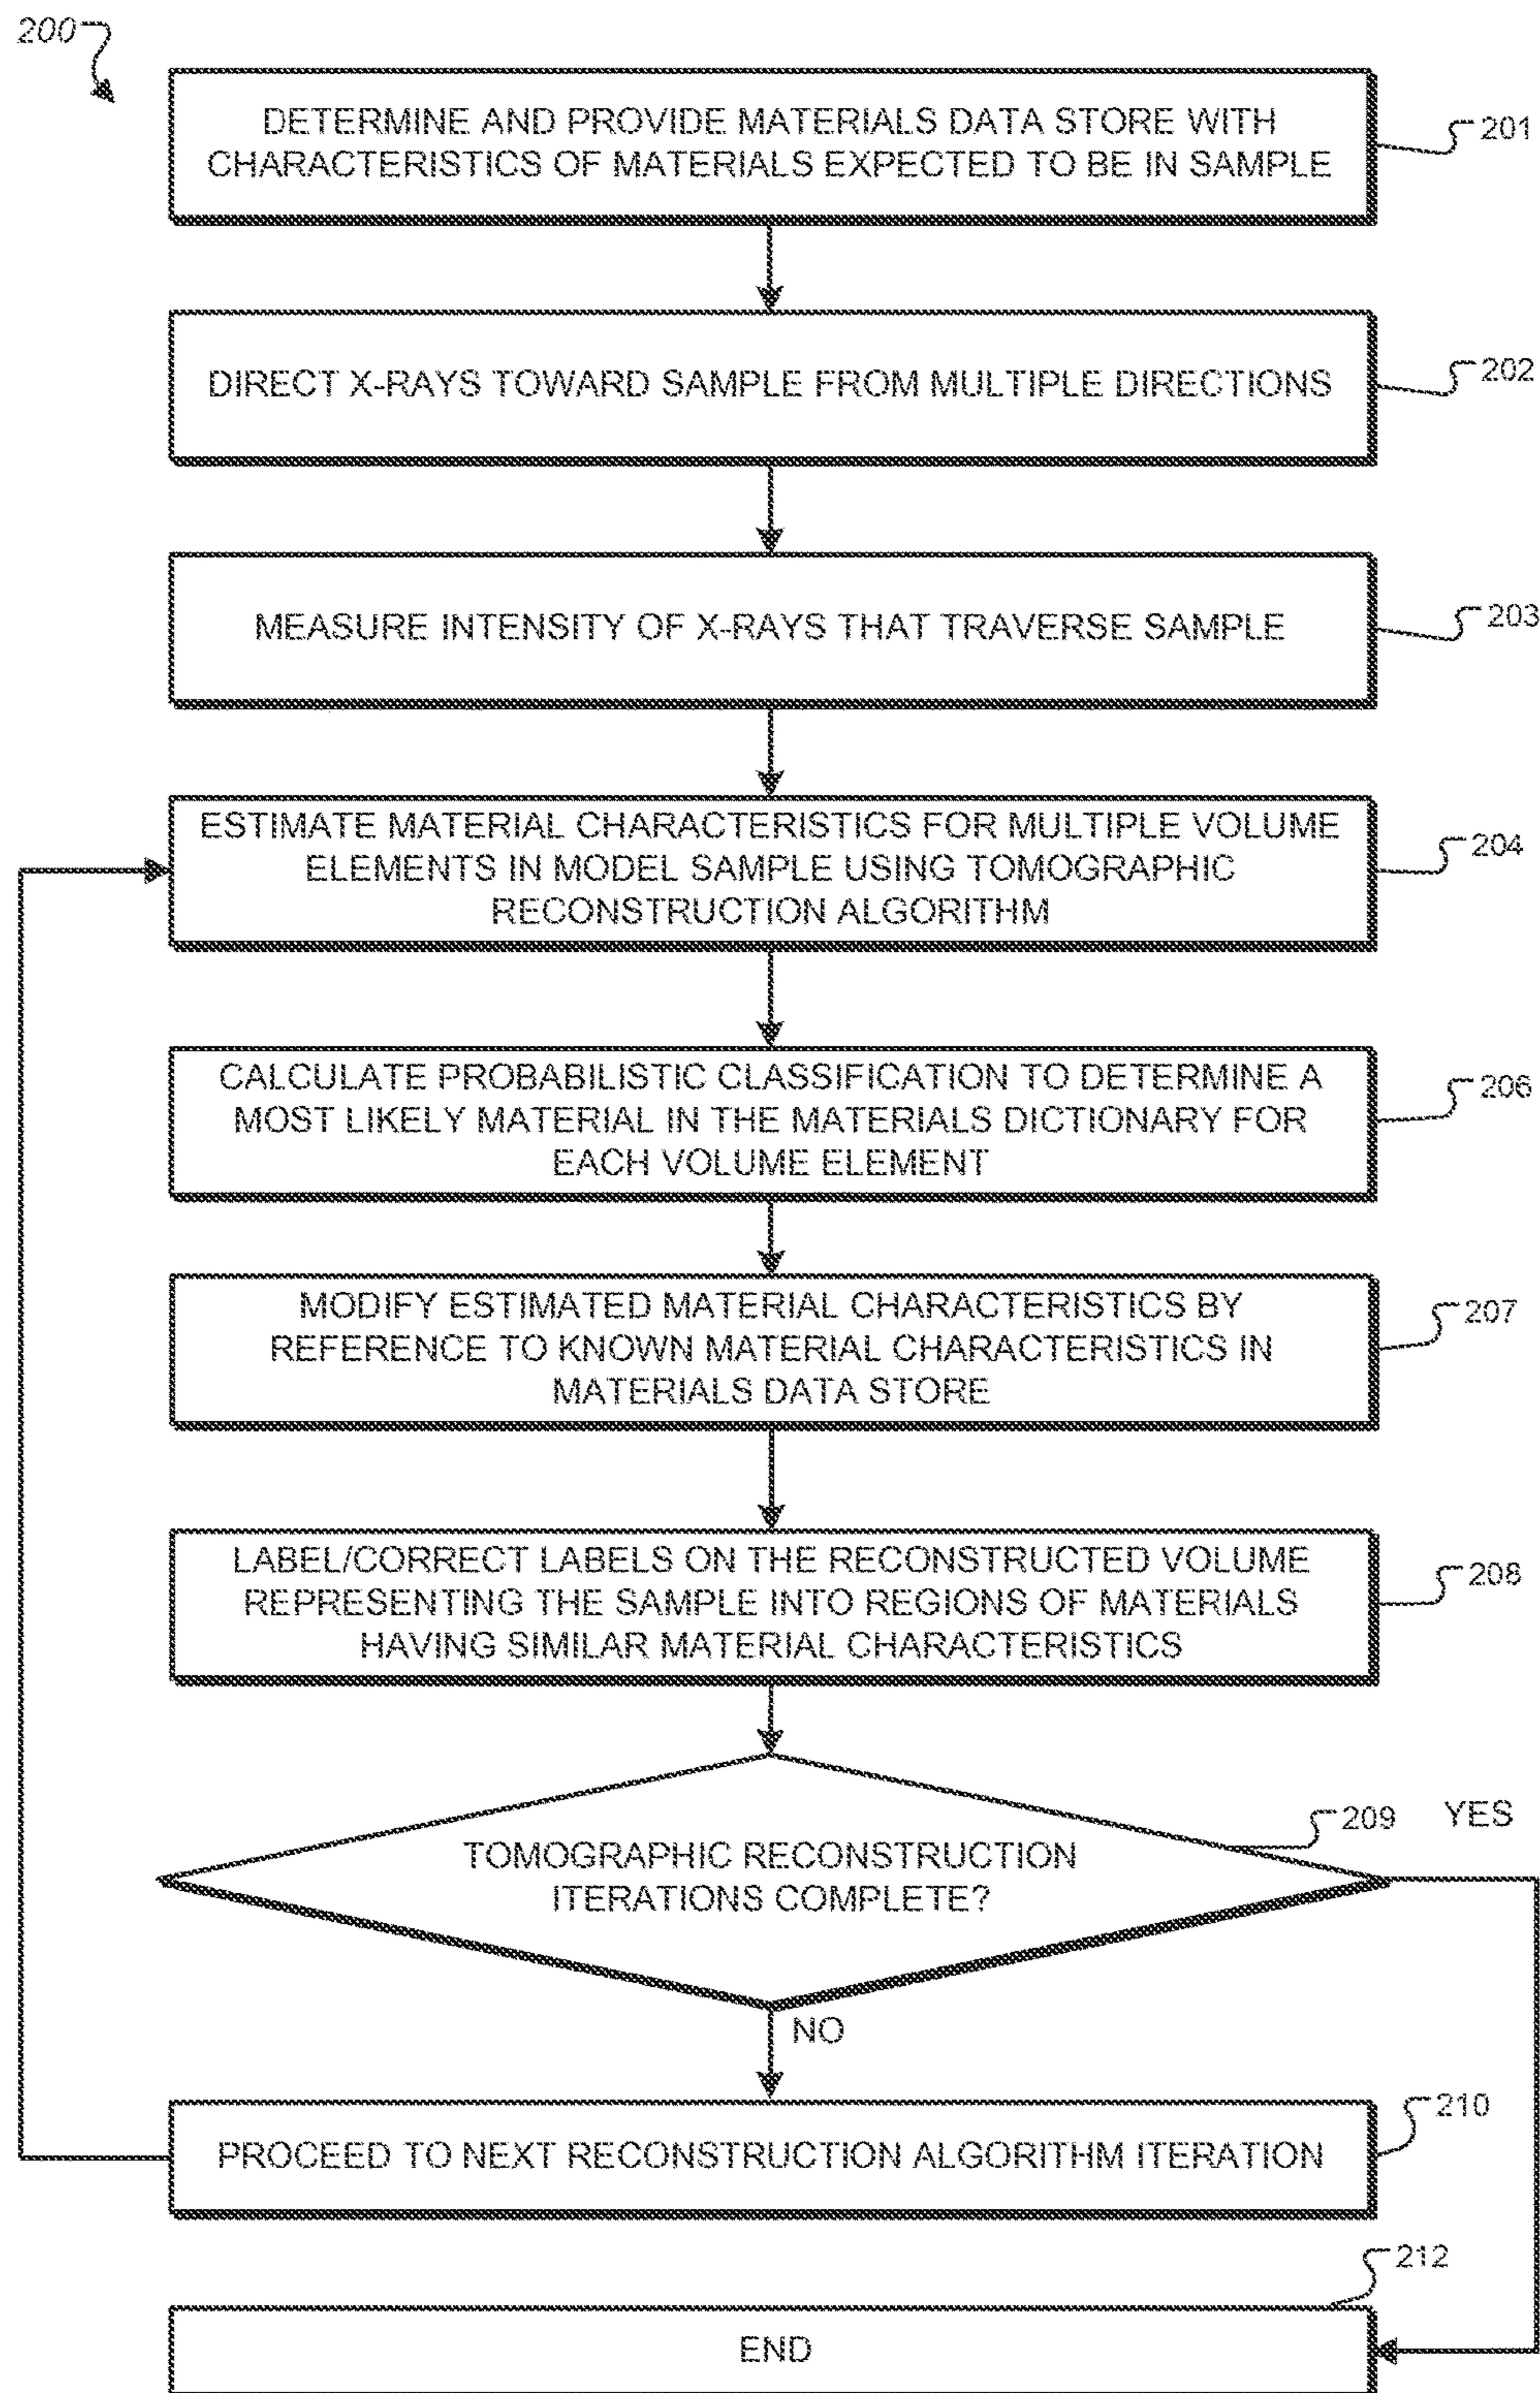 200
DETERMINE AND PROVIDE MATERIALS DATA STORE WITH
CHARACTERISTICS OF MATERIALS EXPECTED TO BE IN SAMPLE
201
DIRECT X-RAYS TOWARD SAMPLE FROM MULTIPLE DIRECTIONS
202
MEASURE INTENSITY OF X-RAYS THAT TRAVERSE SAMPLE
203
ESTIMATE MATERIAL CHARACTERISTICS FOR MULTIPLE VOLUME
ELEMENTS IN MODEL SAMPLE USING TOMOGRAPHIC
RECONSTRUCTION ALGORITHM
204
CALCULATE PROBABILISTIC CLASSIFICATION TO DETERMINE A
MOST LIKELY MATERIAL IN THE MATERIALS DICTIONARY FOR
EACH VOLUME ELEMENT
206
MODIFY ESTIMATED MATERIAL CHARACTERISTICS BY
REFERENCE TO KNOWN MATERIAL CHARACTERISTICS IN
MATERIALS DATA STORE
207
LABEL/CORRECT LABELS ON THE RECONSTRUCTED VOLUME
REPRESENTING THE SAMPLE INTO REGIONS OF MATERIALS
HAVING SIMILAR MATERIAL CHARACTERISTICS
208
TOMOGRAPHIC RECONSTRUCTION
ITERATIONS COMPLETE?
209
YES
NO
PROCEED TO NEXT RECONSTRUCTION ALGORITHM ITERATION
210
212
END